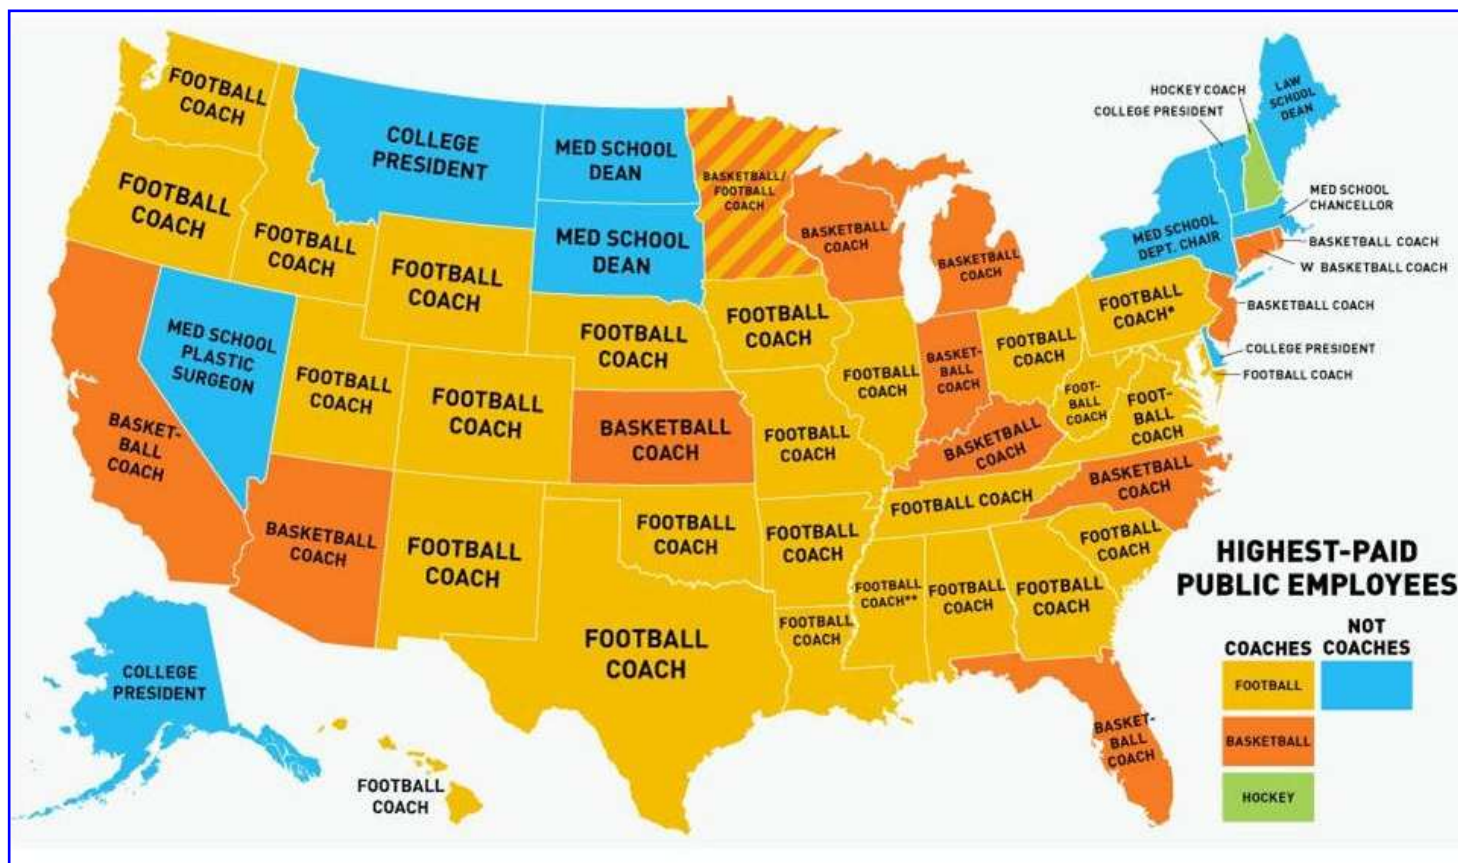 FOOTBALL
COACH
COLLEGE
PRESIDENT
MED SCHOOL
DEAN
BASKETBALL/
FOOTBALL
COACH
BASKETBALL
COACH
BASKETBALL
COACH
HOCKEY COACH
COLLEGE PRESIDENT
LAW
SCHOOL
DEAN
MED SCHOOL
CHANCELLOR
MED SCHOOL
DEPT. CHAIR
BASKETBALL COACH
W BASKETBALL COACH
BASKETBALL COACH
COLLEGE PRESIDENT
FOOTBALL COACH
FOOTBALL
COACH
FOOTBALL
COACH
FOOTBALL
COACH
MED SCHOOL
DEAN
MED SCHOOL
PLASTIC
SURGEON
FOOTBALL
COACH
FOOTBALL
COACH
FOOTBALL
COACH
FOOTBALL
COACH
FOOTBALL
COACH
FOOTBALL
COACH
BASKET-
BALL
COACH
FOOTBALL
COACH
FOOTBALL
COACH*
FOOT-
BALL
COACH
FOOT-
BALL
COACH
BASKET-
BALL
COACH
BASKETBALL
COACH
FOOTBALL
COACH
BASKETBALL
COACH
BASKETBALL
COACH
BASKETBALL
COACH
FOOTBALL
COACH
FOOTBALL
COACH
FOOTBALL
COACH
FOOTBALL COACH
FOOTBALL
COACH
FOOTBALL
COACH
FOOTBALL
COACH
FOOTBALL
COACH**
FOOTBALL
COACH
FOOTBALL
COACH
BASKET-
BALL
COACH
COLLEGE
PRESIDENT
FOOTBALL
COACH
HIGHEST-PAID
PUBLIC EMPLOYEES
COACHES
NOT
COACHES
FOOTBALL
BASKETBALL
HOCKEY